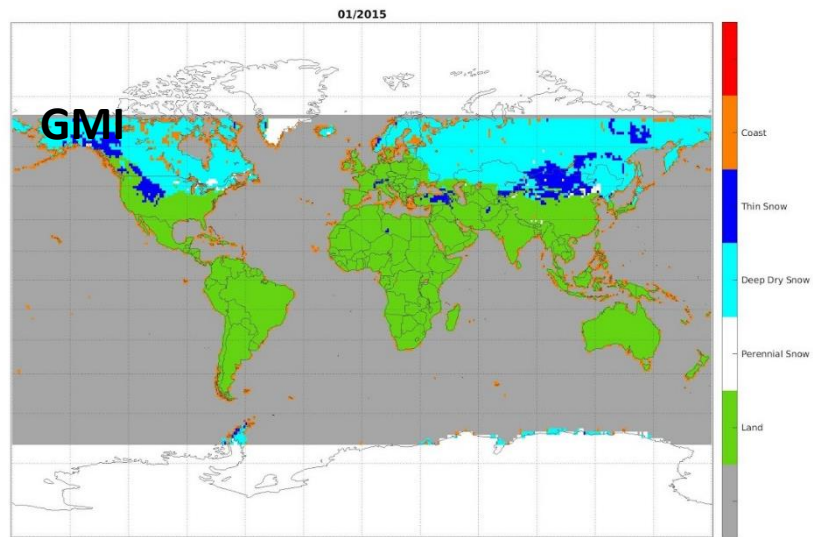 01/2015
GMI
Coast
Thin Snow
Deep Dry Snow
Perennial Snow
Land